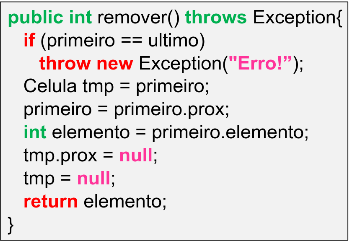 public int remover() throws Exception{
if (primeiro == ultimo)
throw new Exception("Erro!”);
Celula tmp = primeiro;
primeiro = primeiro.prox;
int elemento = primeiro.elemento;
tmp.prox = null;
tmp = null;
return elemento;
}